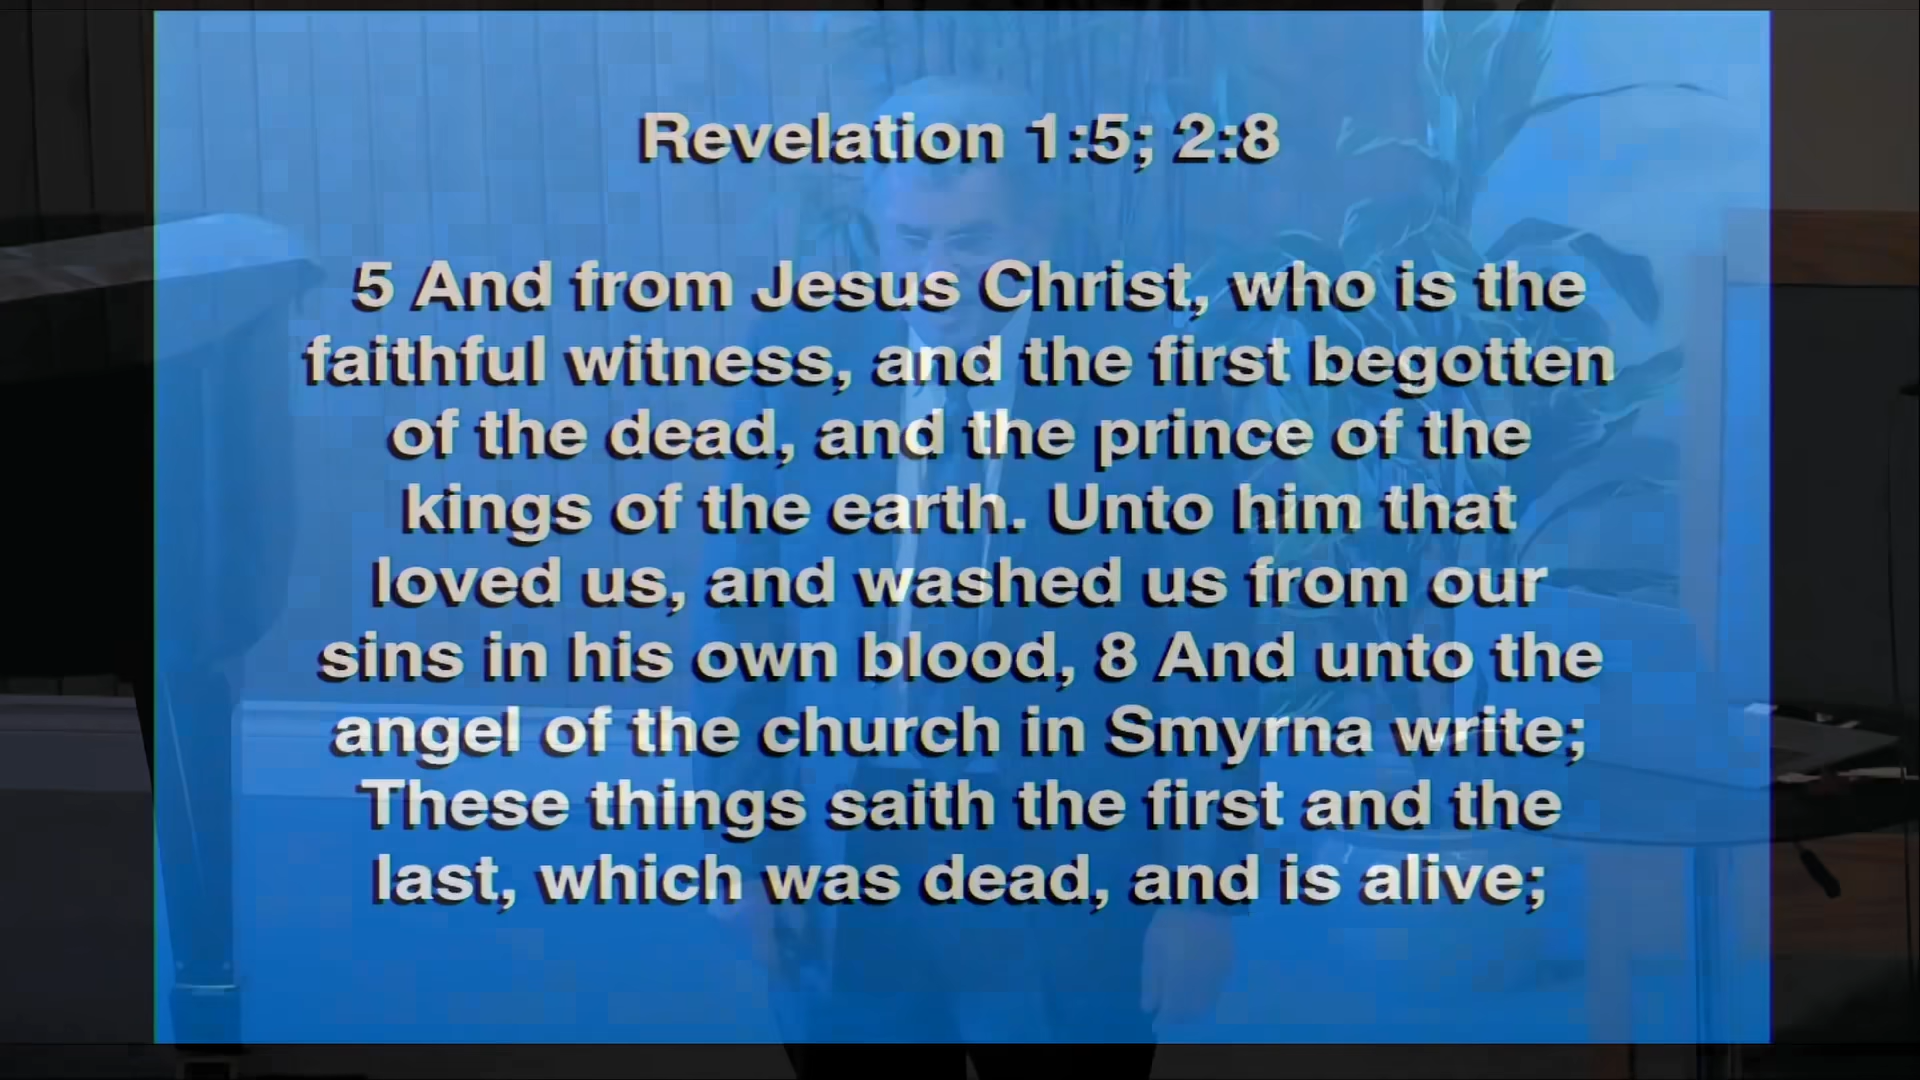 Revelation 1:5; 2:8
5 And from Jesus Christ, who is the
faithful witness, and the first begotten
of the dead, and the prince of the
kings of the earth. Unto him that
loved us, and washed us from our
sins in his own blood, 8 And unto the
angel of the church in Smyrna write;
These things saith the first and the
last, which was dead, and is alive;